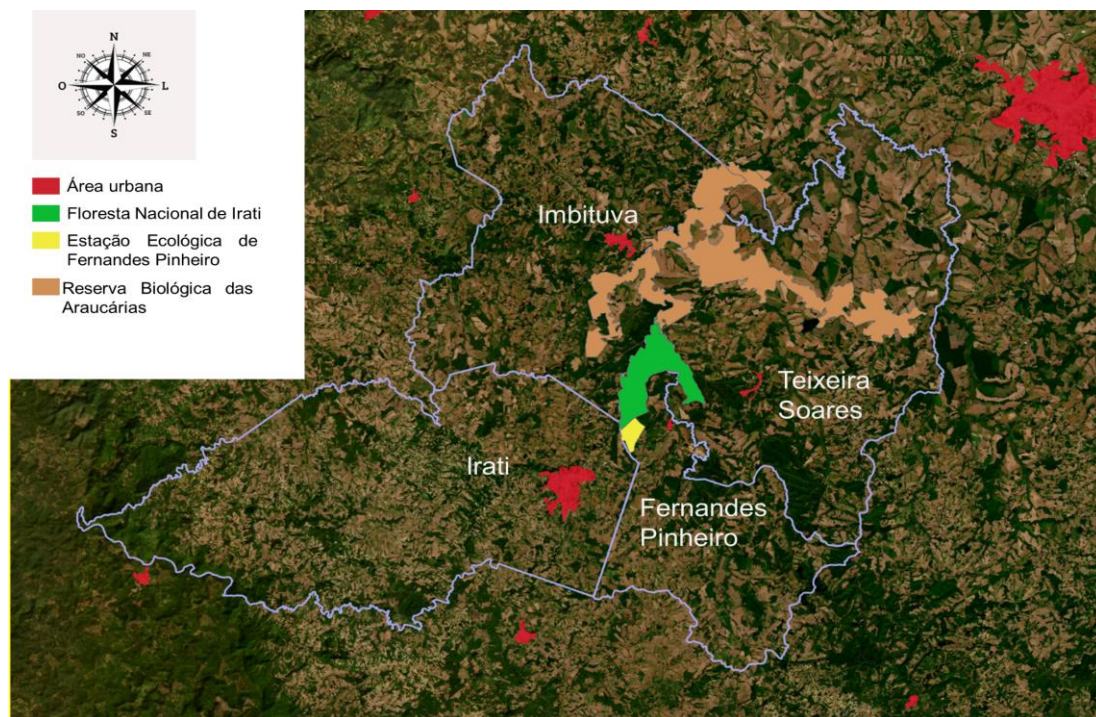 N
NO
NE
O
L
SO
SE
S
Área urbana
Floresta Nacional de Irati
Estação Ecológica de
Fernandes Pinheiro
Reserva Biológica das
Araucárias
Imbituva
Teixeira
Soares
Irati
Fernandes
Pinheiro